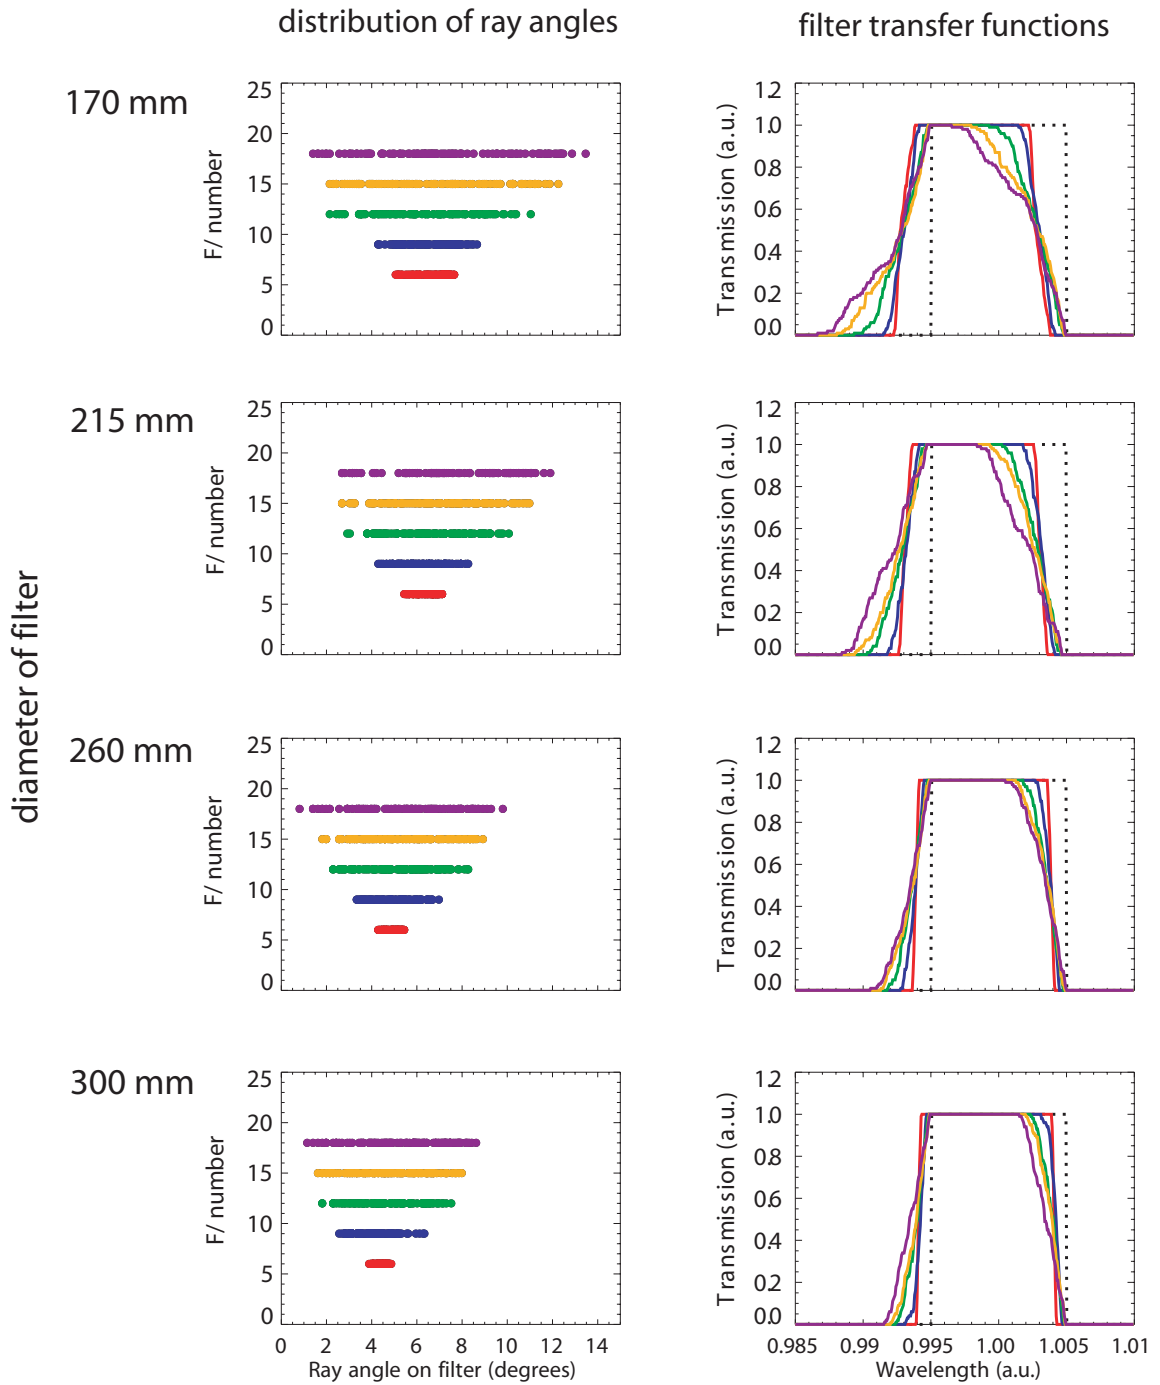 distribution of ray angles
filter transfer functions
diameter of filter
170 mm
25
20
15
10
5
0
F/ number
1.2
1.0
0.8
0.6
0.4
0.2
0.0
Transmission (a.u.)
215 mm
25
20
15
10
5
0
F/ number
1.2
1.0
0.8
0.6
0.4
0.2
0.0
Transmission (a.u.)
260 mm
25
20
15
10
5
0
F/ number
1.2
1.0
0.8
0.6
0.4
0.2
0.0
Transmission (a.u.)
300 mm
25
20
15
10
5
0
F/ number
0 2 4 6 8 10 12 14
Ray angle on filter (degrees)
1.2
1.0
0.8
0.6
0.4
0.2
0.0
Transmission (a.u.)
0.985 0.99 0.995 1.00 1.005 1.01
Wavelength (a.u.)